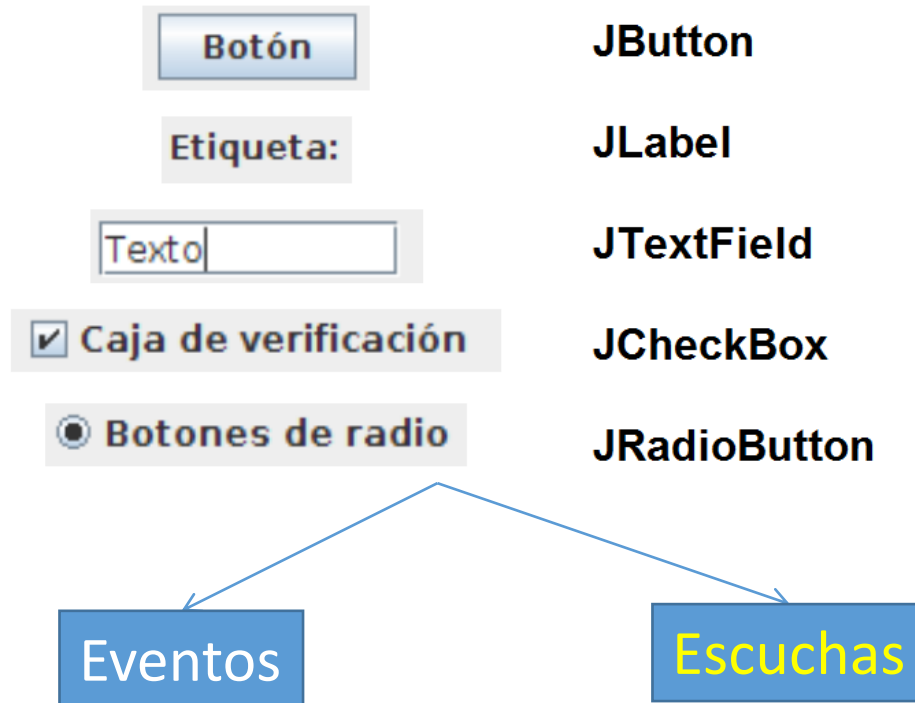 Botón JButton
Etiqueta: JLabel
Texto JTextField
Caja de verificación JCheckBox
Botones de radio JRadioButton
Eventos Escuchas